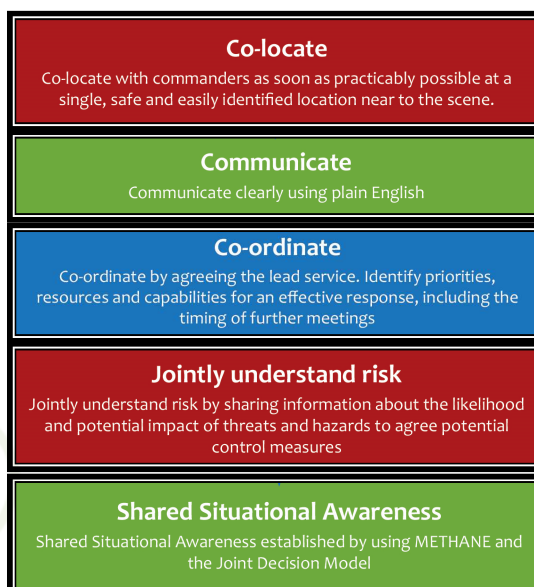 Co-locate
Co-locate with commanders as soon as practicably possible at a
single, safe and easily identified location near to the scene.
Communicate
Communicate clearly using plain English
Co-ordinate
Co-ordinate by agreeing the lead service. Identify priorities,
resources and capabilities for an effective response, including the
timing of further meetings
Jointly understand risk
Jointly understand risk by sharing information about the likelihood
and potential impact of threats and hazards to agree potential
control measures
Shared Situational Awareness
Shared Situational Awareness established by using METHANE and
the Joint Decision Model